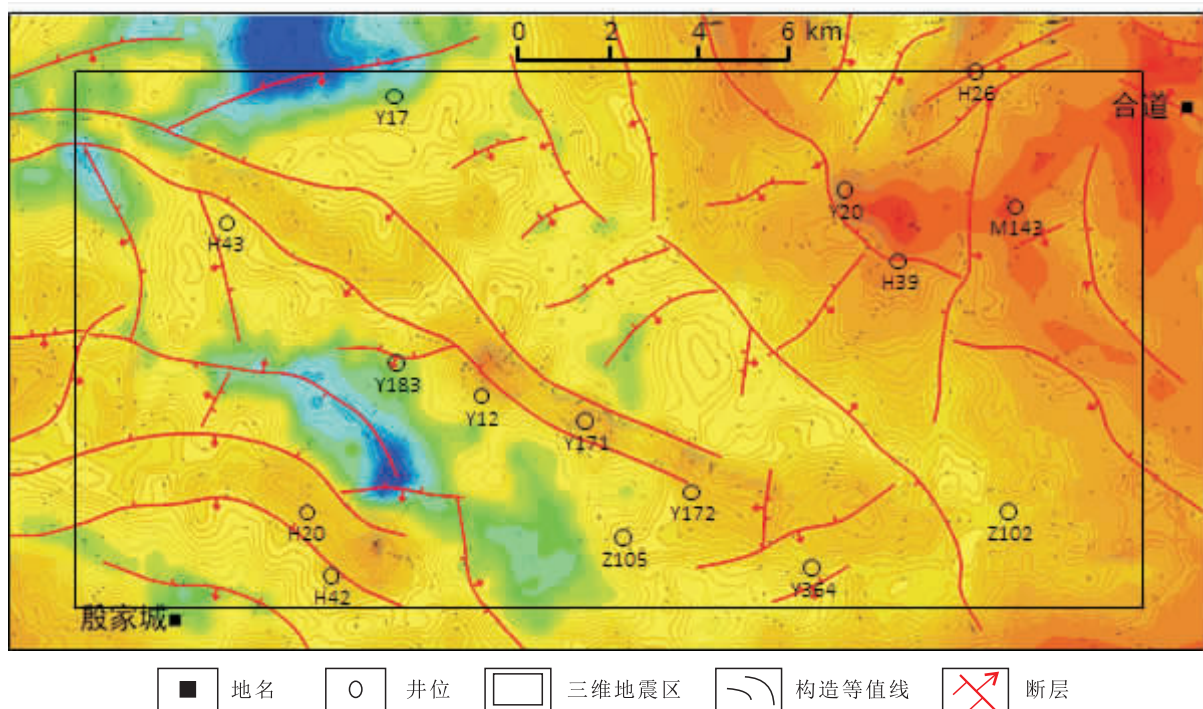 0 2 4 6 km
H26
合道
Y17
Y20
M143
H43
H39
Y183
Y12
Y171
Y172
H20
Z105
Z102
H42
Y364
殷家城
地名 井位 三维地震区 构造等值线 断层